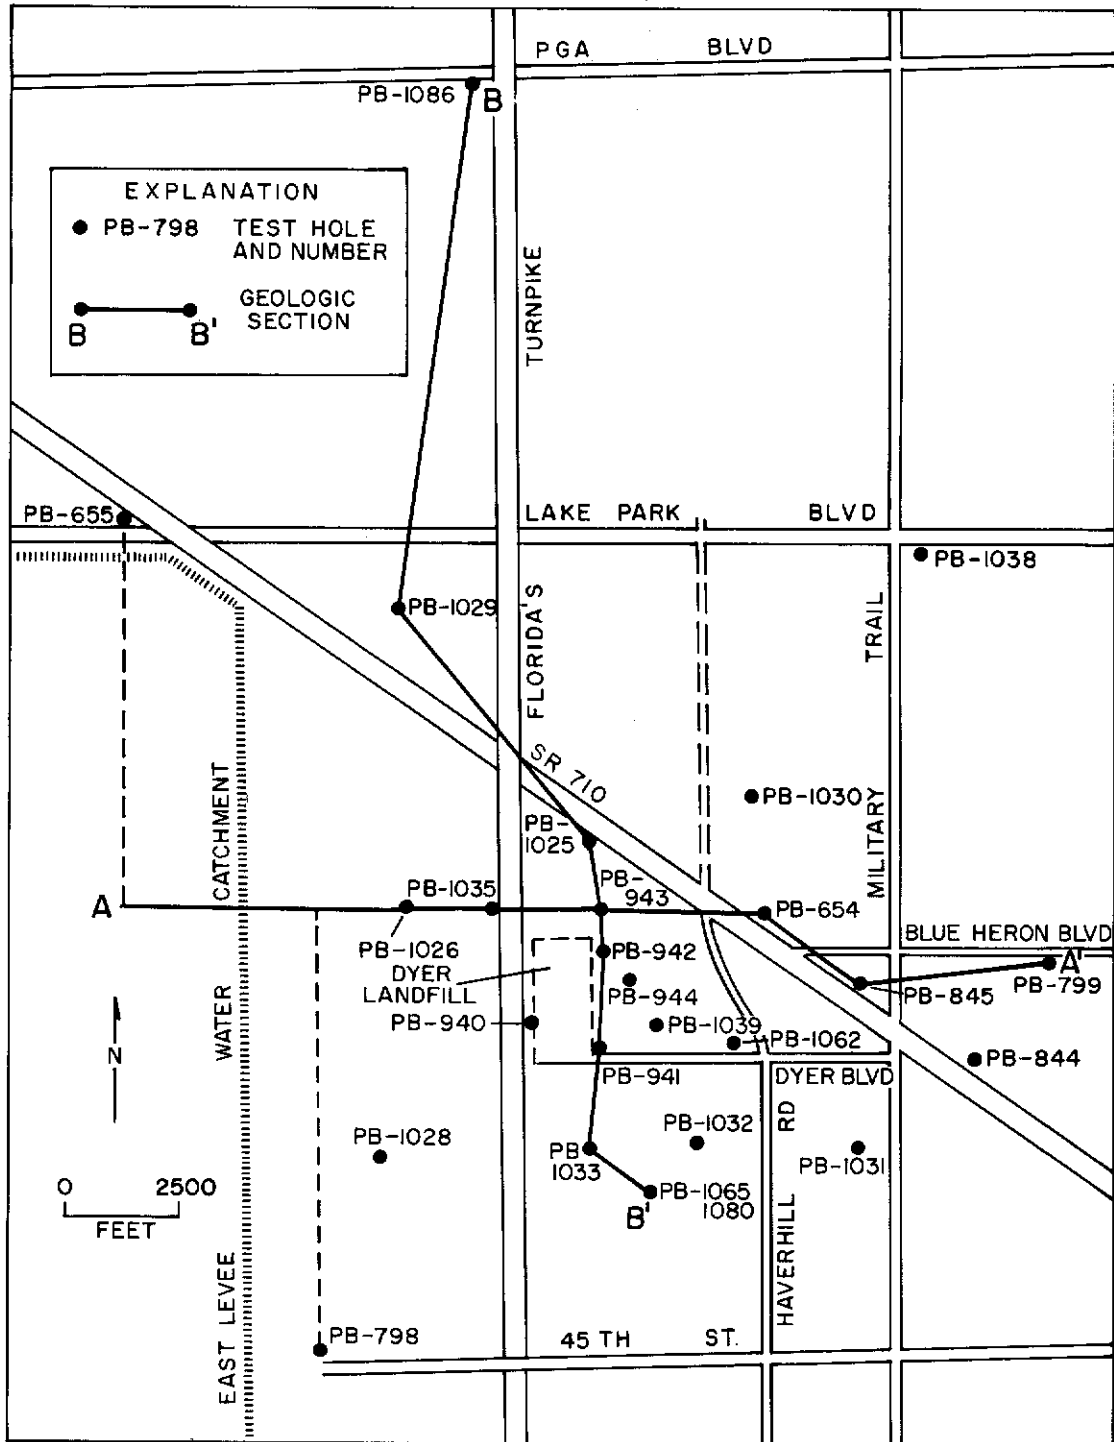 PGA BLVD
PB-1086
B
EXPLANATION
PB-798 TEST HOLE
AND NUMBER
GEOLOGIC
SECTION
B B'
TURNPIKE
PB-655
LAKE PARK BLVD
PB-1038
PB-1029
FLORIDA'S
TRAIL
SR 710
PB-1030
MILITARY
CATCHMENT
PB-
1025
A
PB-1035
PB-
943
PB-654
PB-1026
BLUE HERON BLVD
PB-942
A'
PB-799
DYER
LANDFILL
PB-944
PB-845
PB-940
PB-1039
PB-1062
WATER
N
PB-844
PB-941
DYER BLVD
PB-1028
PB-1032
RD
PB
1033
PB-1031
0 2500
FEET
PB-1065
1080
B'
HAVERHILL
EAST LEVEE
PB-798
45 TH ST.